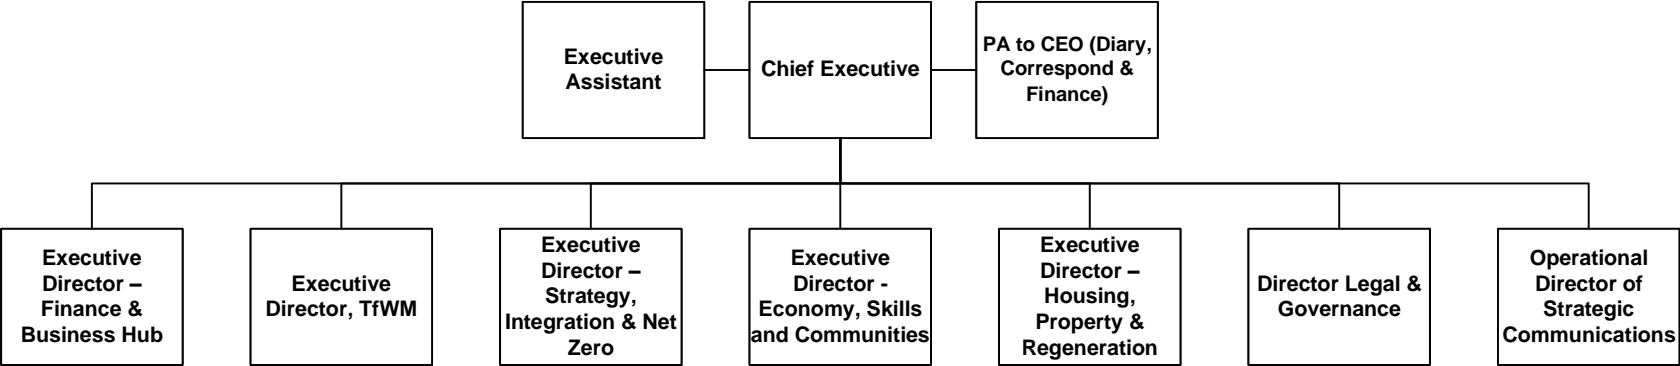 Executive
Assistant
Chief Executive
PA to CEO (Diary,
Correspond &
Finance)
Executive
Director –
Finance &
Business Hub
Executive
Director, TfWM
Executive
Director –
Strategy,
Integration & Net
Zero
Executive
Director -
Economy, Skills
and Communities
Executive
Director –
Housing,
Property &
Regeneration
Director Legal &
Governance
Operational
Director of
Strategic
Communications